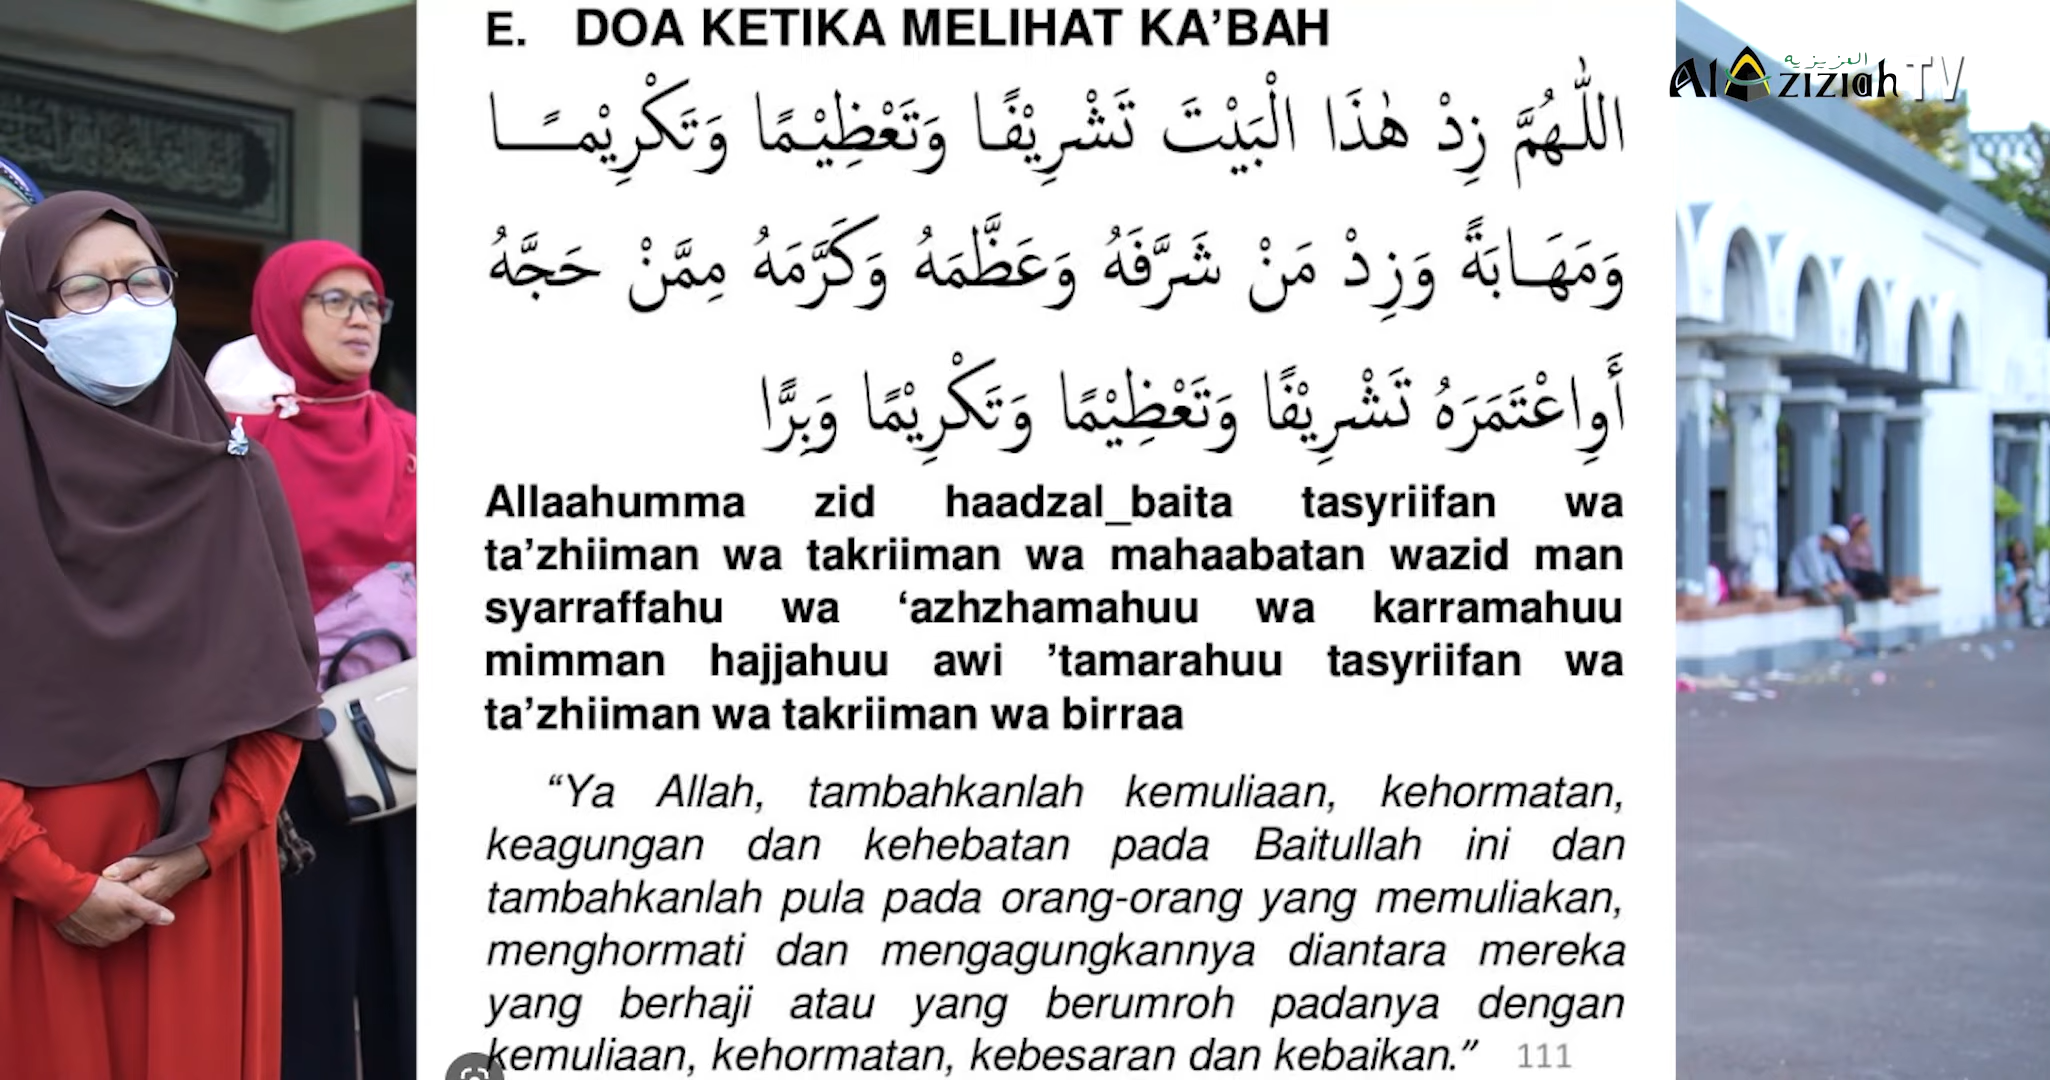 E. DOA KETIKA MELIHAT KA’BAH
اللّٰهُمَّ زِدْ هٰذَا الْبَيْتَ تَشْرِيْفًا وَتَعْظِيْمًا وَتَكْرِيْمًا
وَمَهَابَةً وَزِدْ مَنْ شَرَّفَهُ وَعَظَّمَهُ وَكَرَّمَهُ مِمَّنْ حَجَّهُ
أَوِاعْتَمَرَهُ تَشْرِيْفًا وَتَعْظِيْمًا وَتَكْرِيْمًا وَبِرًّا
Allaahumma zid haadzal_baita tasyriifan wa
ta’zhiiman wa takriiman wa mahaabatan wazid man
syarraffahu wa ‘azhzhamahuu wa karramahuu
mimman hajjahuu awi ’tamarahuu tasyriifan wa
ta’zhiiman wa takriiman wa birraa
“Ya Allah, tambahkanlah kemuliaan, kehormatan,
keagungan dan kehebatan pada Baitullah ini dan
tambahkanlah pula pada orang-orang yang memuliakan,
menghormati dan mengagungkannya diantara mereka
yang berhaji atau yang berumroh padanya dengan
kemuliaan, kehormatan, kebesaran dan kebaikan.”
111
العزيزية
Al Aziziah TV